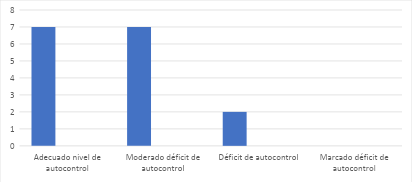 8
7
6
5
4
3
2
1
0
Adecuado nivel de
autocontrol
Moderado déficit de
autocontrol
Déficit de autocontrol
Marcado déficit de
autocontrol